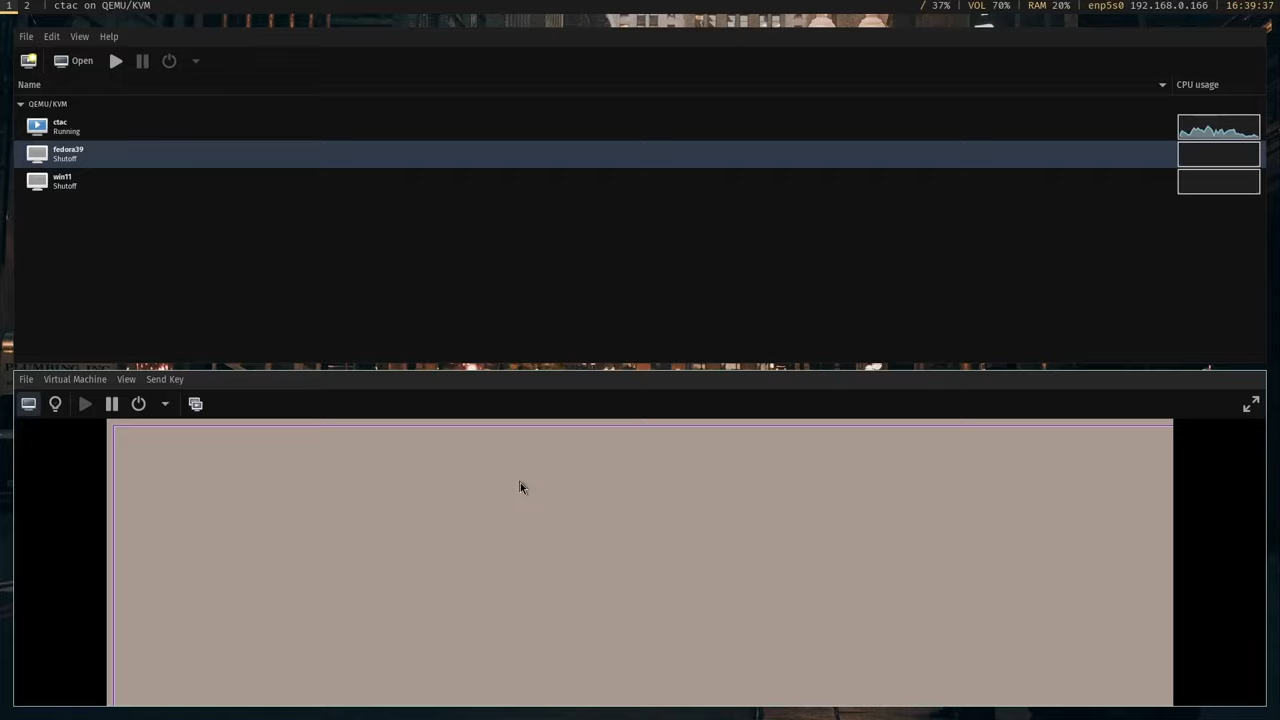 1 2 | ctac on QEMU/KVM / 37% | VOL 70% | RAM 20% | enp5s0 192.168.0.166 | 16:39:37
File Edit View Help
Open
Name CPU usage
QEMU/KVM
ctac
Running
fedora39
Shutoff
win11
Shutoff
File Virtual Machine View Send Key